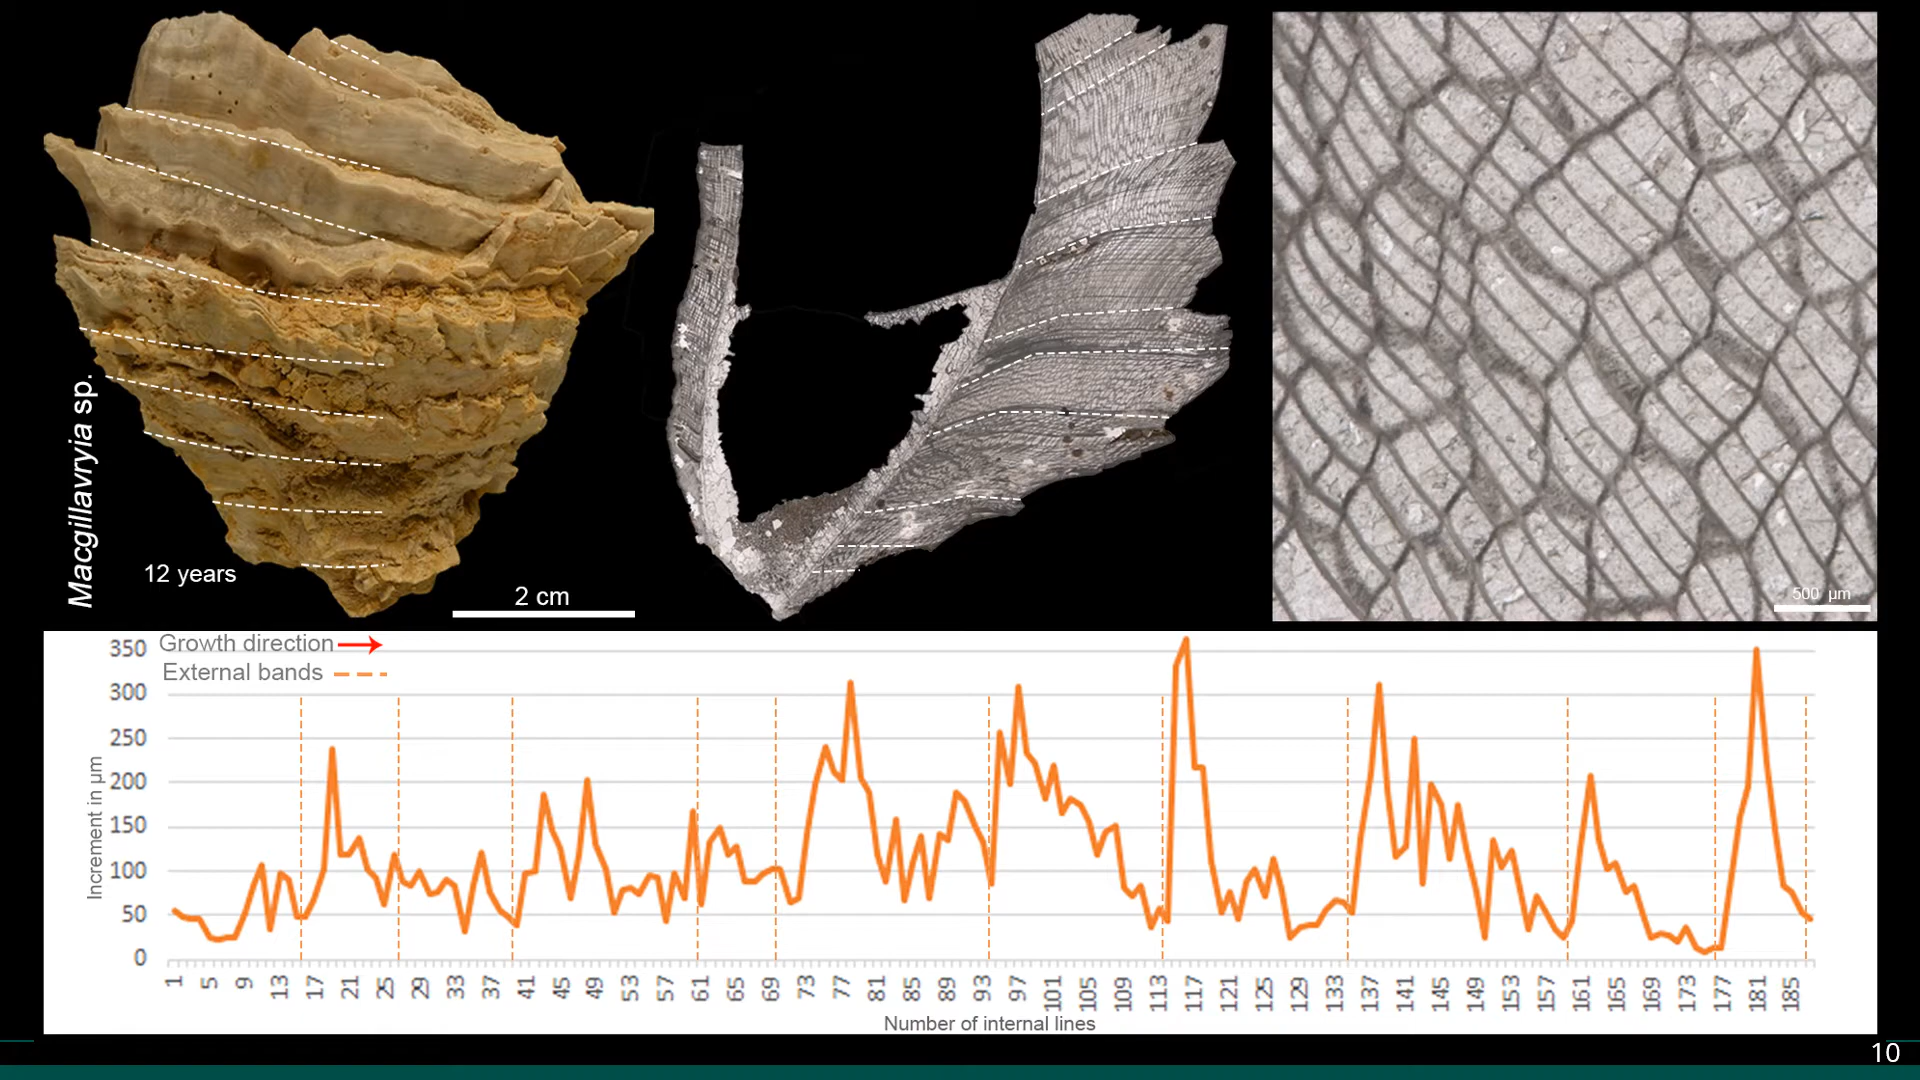 Macgillavryia sp.
12 years
2 cm
500 µm
Growth direction
External bands
Increment in µm
350
300
250
200
150
100
50
0
1 5 9 13 17 21 25 29 33 37 41 45 49 53 57 61 65 69 73 77 81 85 89 93 97 101 105 109 113 117 121 125 129 133 137 141 145 149 153 157 161 165 169 173 177 181 185
Number of internal lines
10